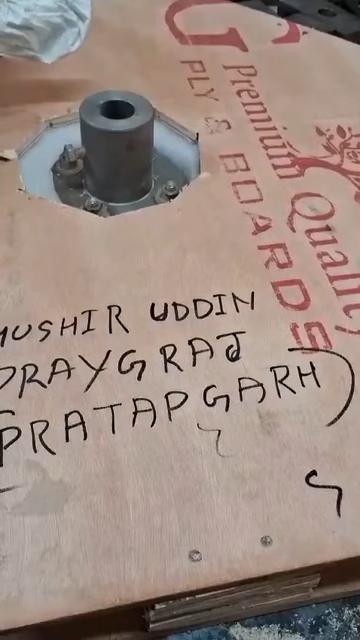 G
Premium Quality
PLY & BOARDS
MUSHIR UDDIN
PRAYGRAJ
(PRATAPGARH)